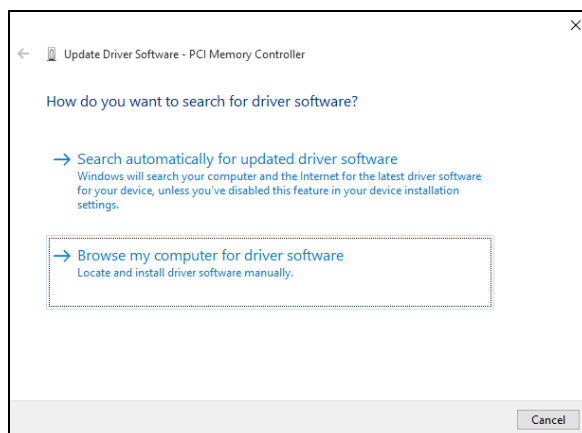 Update Driver Software - PCI Memory Controller
How do you want to search for driver software?
Search automatically for updated driver software
Windows will search your computer and the Internet for the latest driver software
for your device, unless you've disabled this feature in your device installation
settings.
Browse my computer for driver software
Locate and install driver software manually.
Cancel